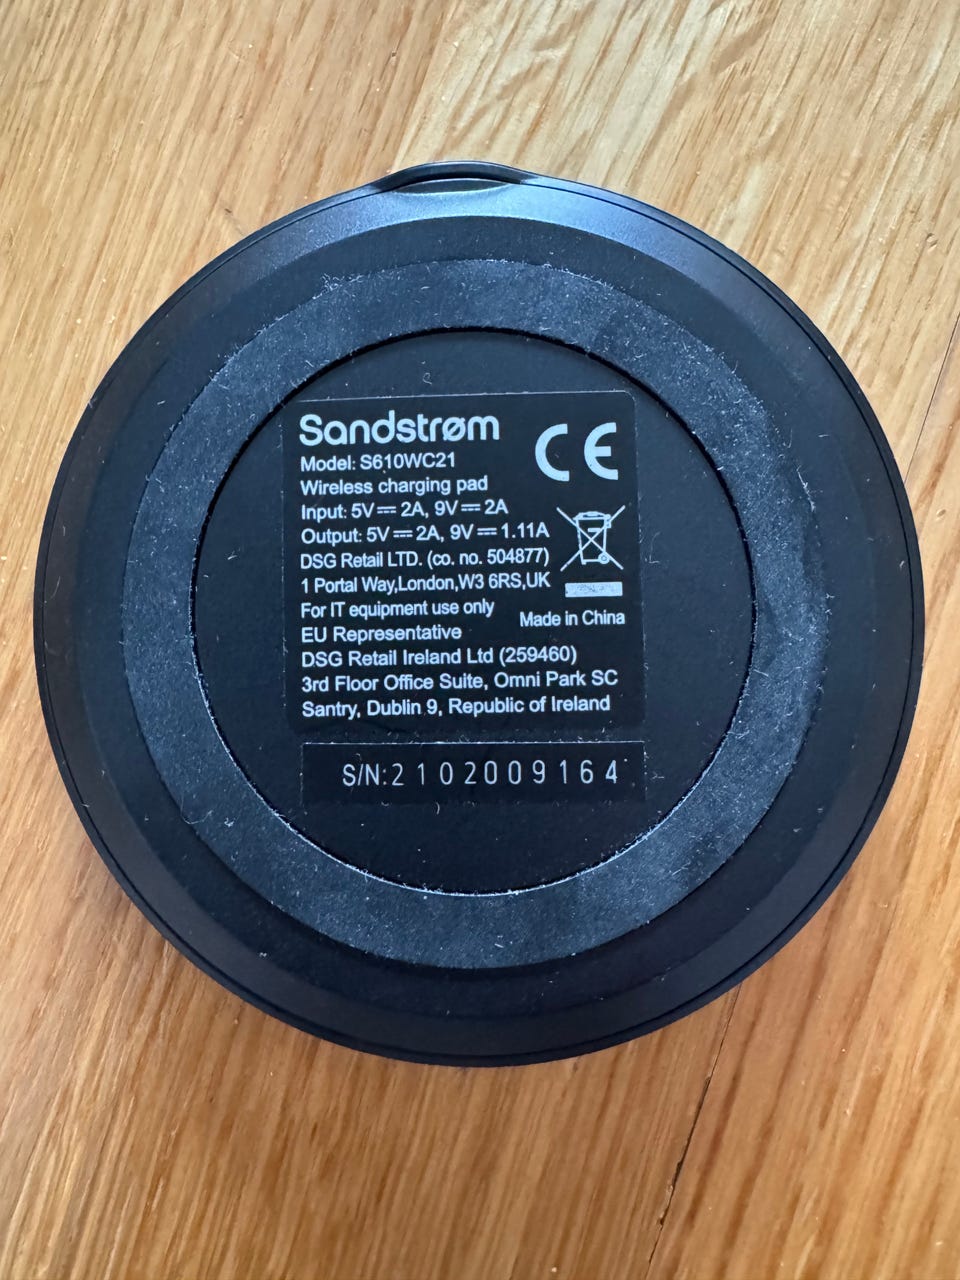 Sandstrøm
CE
Model: S610WC21
Wireless charging pad
Input: 5V⎓2A, 9V⎓2A
Output: 5V⎓2A, 9V⎓1.11A
DSG Retail LTD. (co. no. 504877)
1 Portal Way,London,W3 6RS,UK
For IT equipment use only
Made in China
EU Representative
DSG Retail Ireland Ltd (259460)
3rd Floor Office Suite, Omni Park SC
Santry, Dublin 9, Republic of Ireland
S/N:2102009164